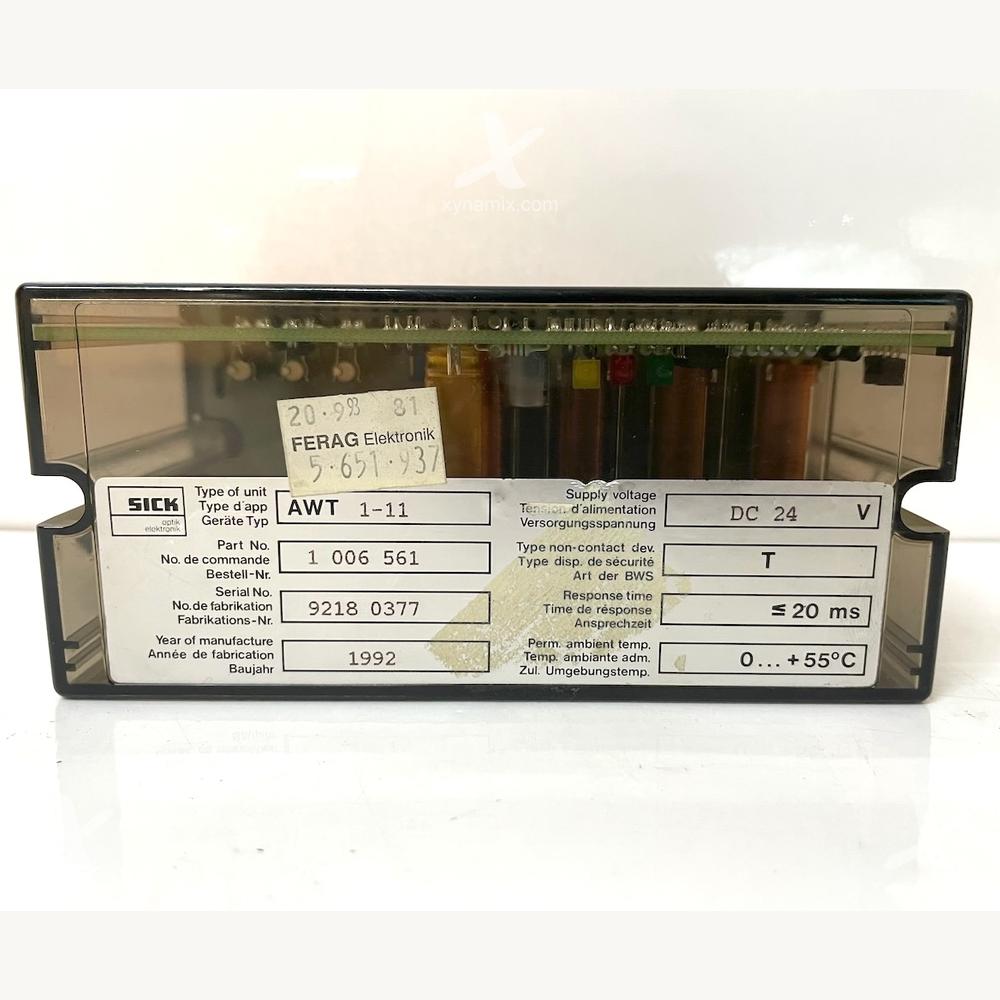 X
xynamix.com
20·9 93 81
FERAG Elektronik
5·651·937
SICK
optik
elektronik
Type of unit
Type d'app
Geräte Typ
AWT 1-11
Part No.
No. de commande
Bestell-Nr.
1 006 561
Serial No.
No. de fabrikation
Fabrikations-Nr.
9218 0377
Year of manufacture
Année de fabrication
Baujahr
1992
Supply voltage
Tension d'alimentation
Versorgungsspannung
DC 24 V
Type non-contact dev.
Type disp. de sécurité
Art der BWS
T
Response time
Time de réponse
Ansprechzeit
≤ 20 ms
Perm. ambient temp.
Temp. ambiante adm.
Zul. Umgebungstemp.
0... +55°C